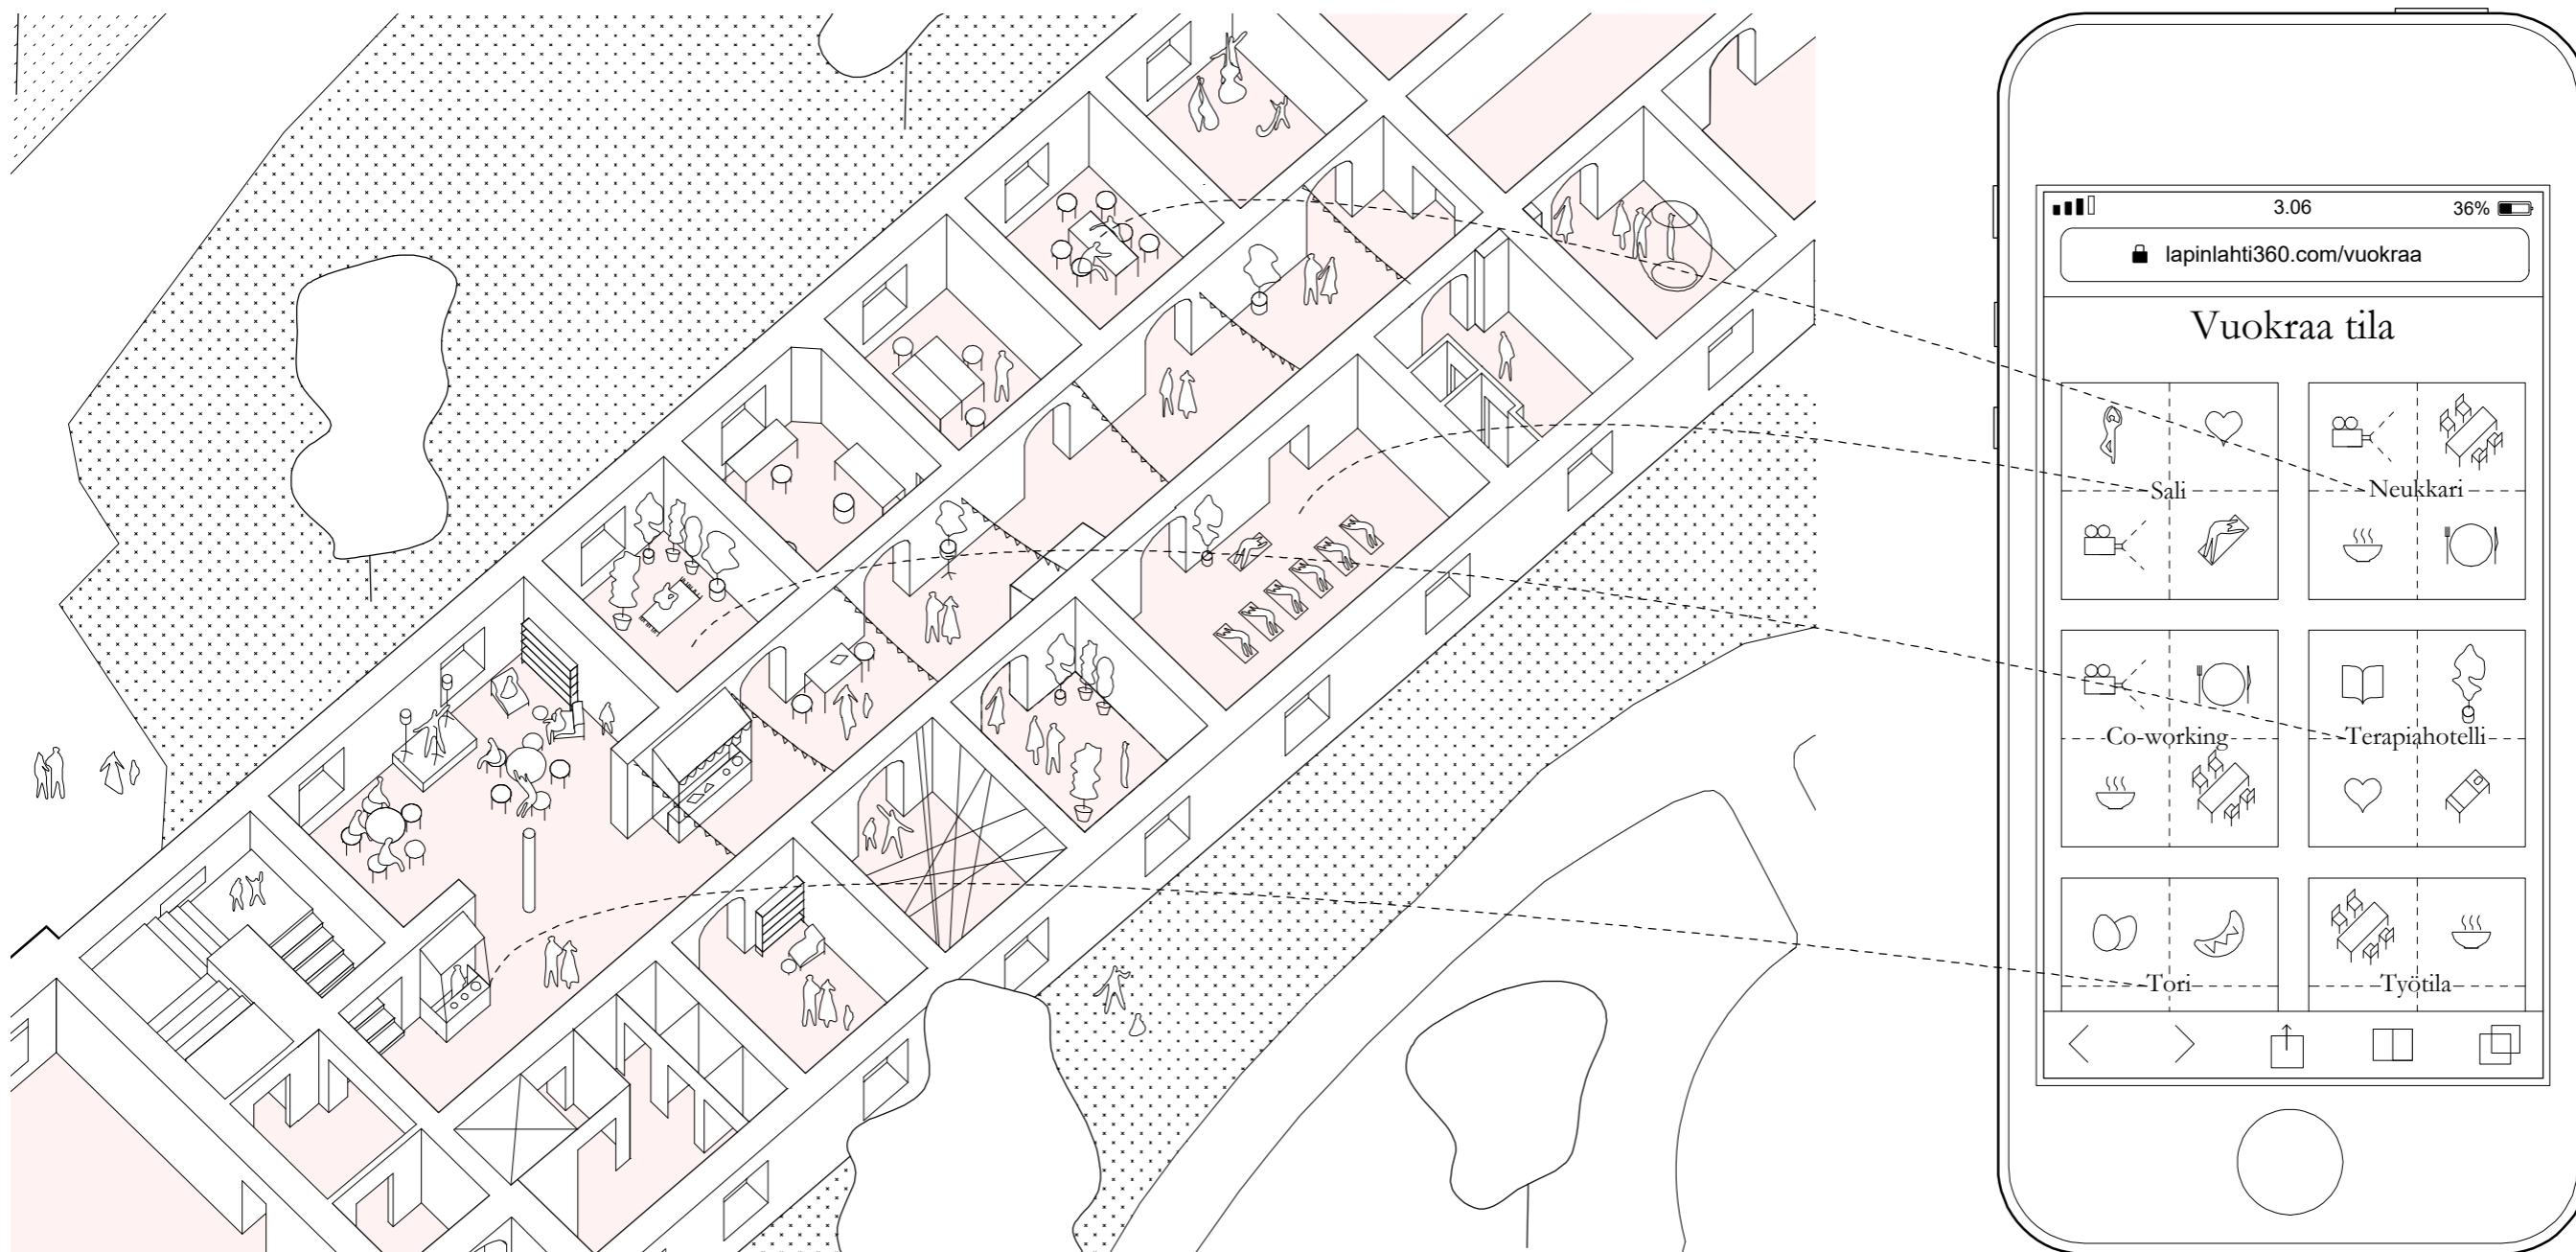 3.06 36%
lapinlahti360.com/vuokraa
Vuokraa tila
Sali Neukkari
Co-working Terapiahotelli
Tori Työtila